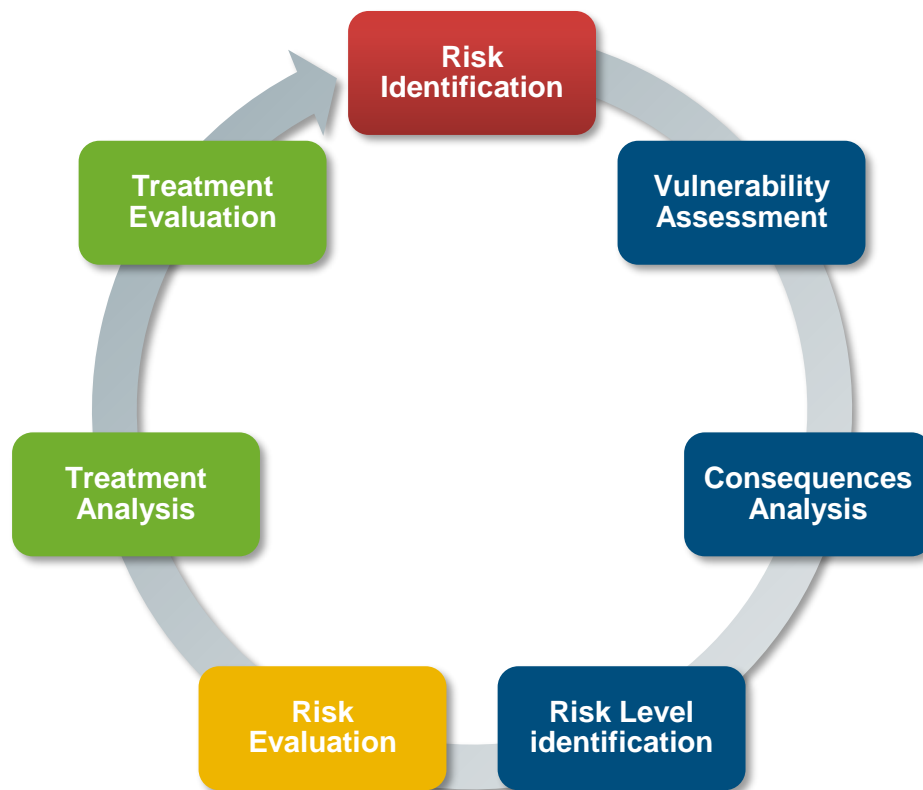 Risk
Identification
Vulnerability
Assessment
Consequences
Analysis
Risk Level
identification
Risk
Evaluation
Treatment
Analysis
Treatment
Evaluation